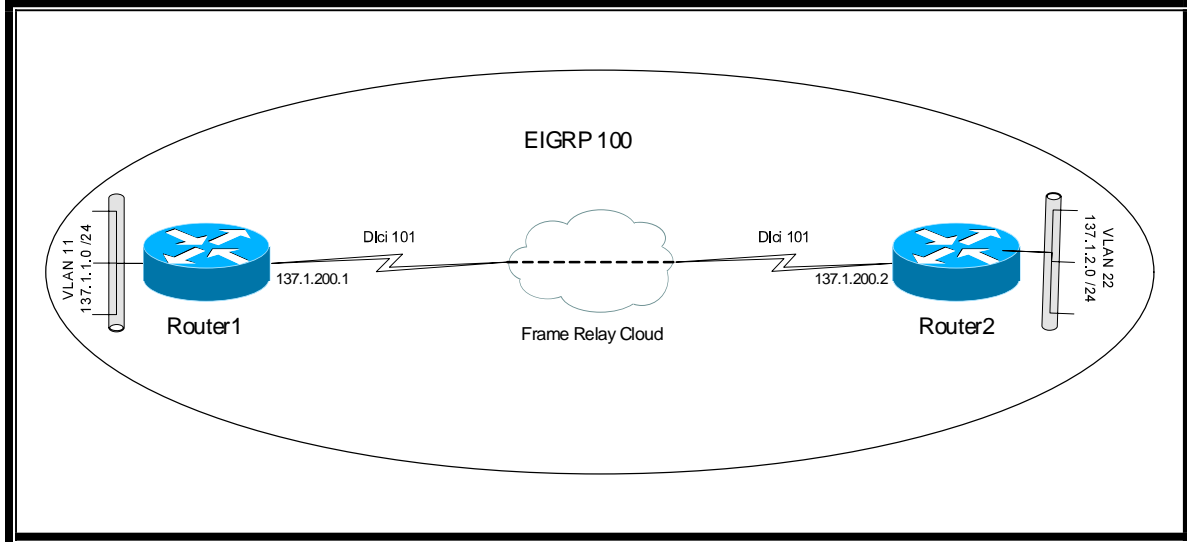 EIGRP 100
VLAN 11
137.1.1.0 /24
Dlci 101
Dlci 101
137.1.200.1
137.1.200.2
VLAN 22
137.1.2.0 /24
Router1
Frame Relay Cloud
Router2